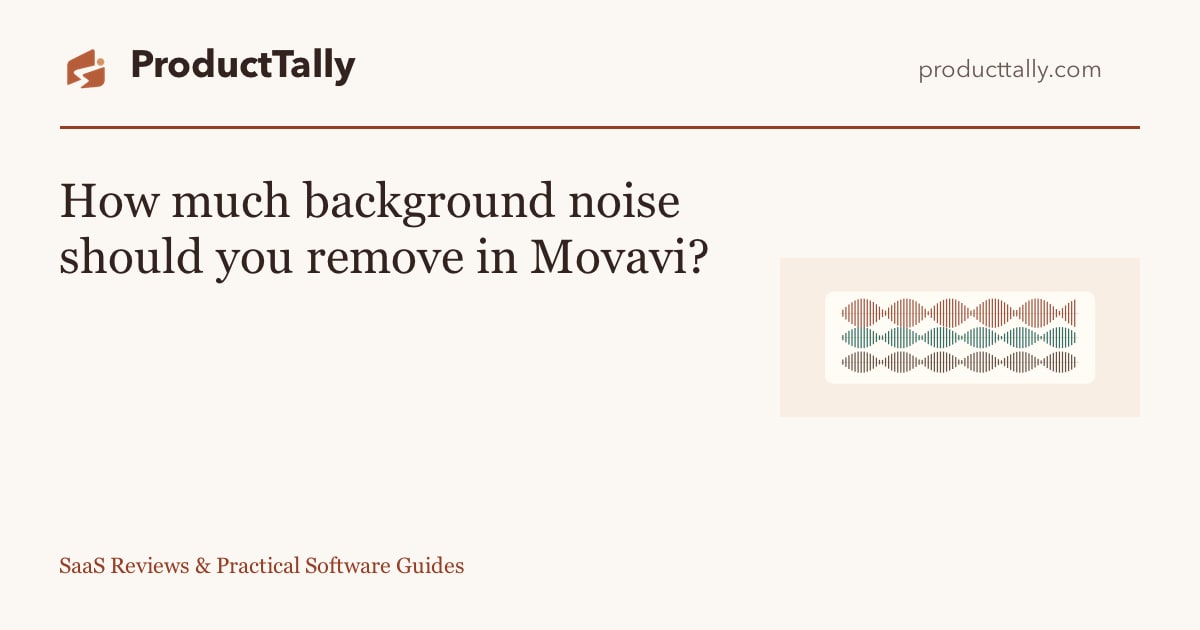 ProductTally
producttally.com
How much background noise
should you remove in Movavi?
SaaS Reviews & Practical Software Guides